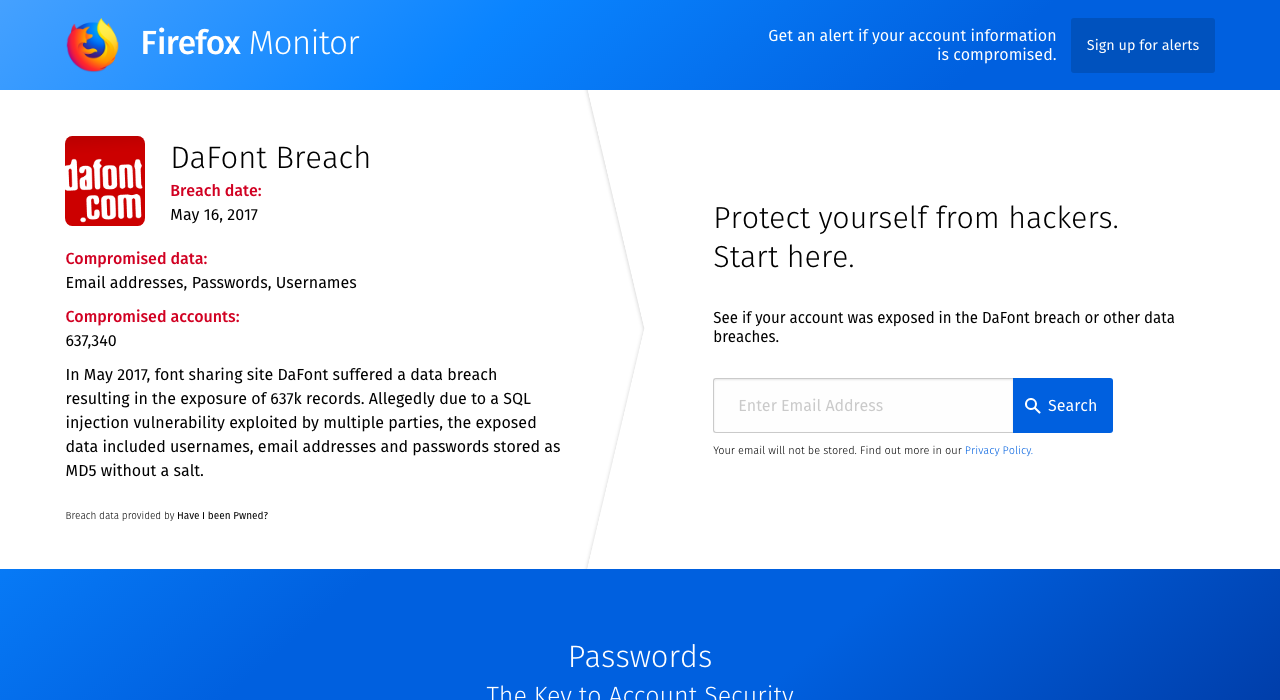 Firefox Monitor
Get an alert if your account information
is compromised.
Sign up for alerts
dafont
.com
DaFont Breach
Breach date:
May 16, 2017
Compromised data:
Email addresses, Passwords, Usernames
Compromised accounts:
637,340
In May 2017, font sharing site DaFont suffered a data breach
resulting in the exposure of 637k records. Allegedly due to a SQL
injection vulnerability exploited by multiple parties, the exposed
data included usernames, email addresses and passwords stored as
MD5 without a salt.
Breach data provided by Have I been Pwned?
Protect yourself from hackers.
Start here.
See if your account was exposed in the DaFont breach or other data
breaches.
Enter Email Address
Search
Your email will not be stored. Find out more in our Privacy Policy.
Passwords
The Key to Account Security